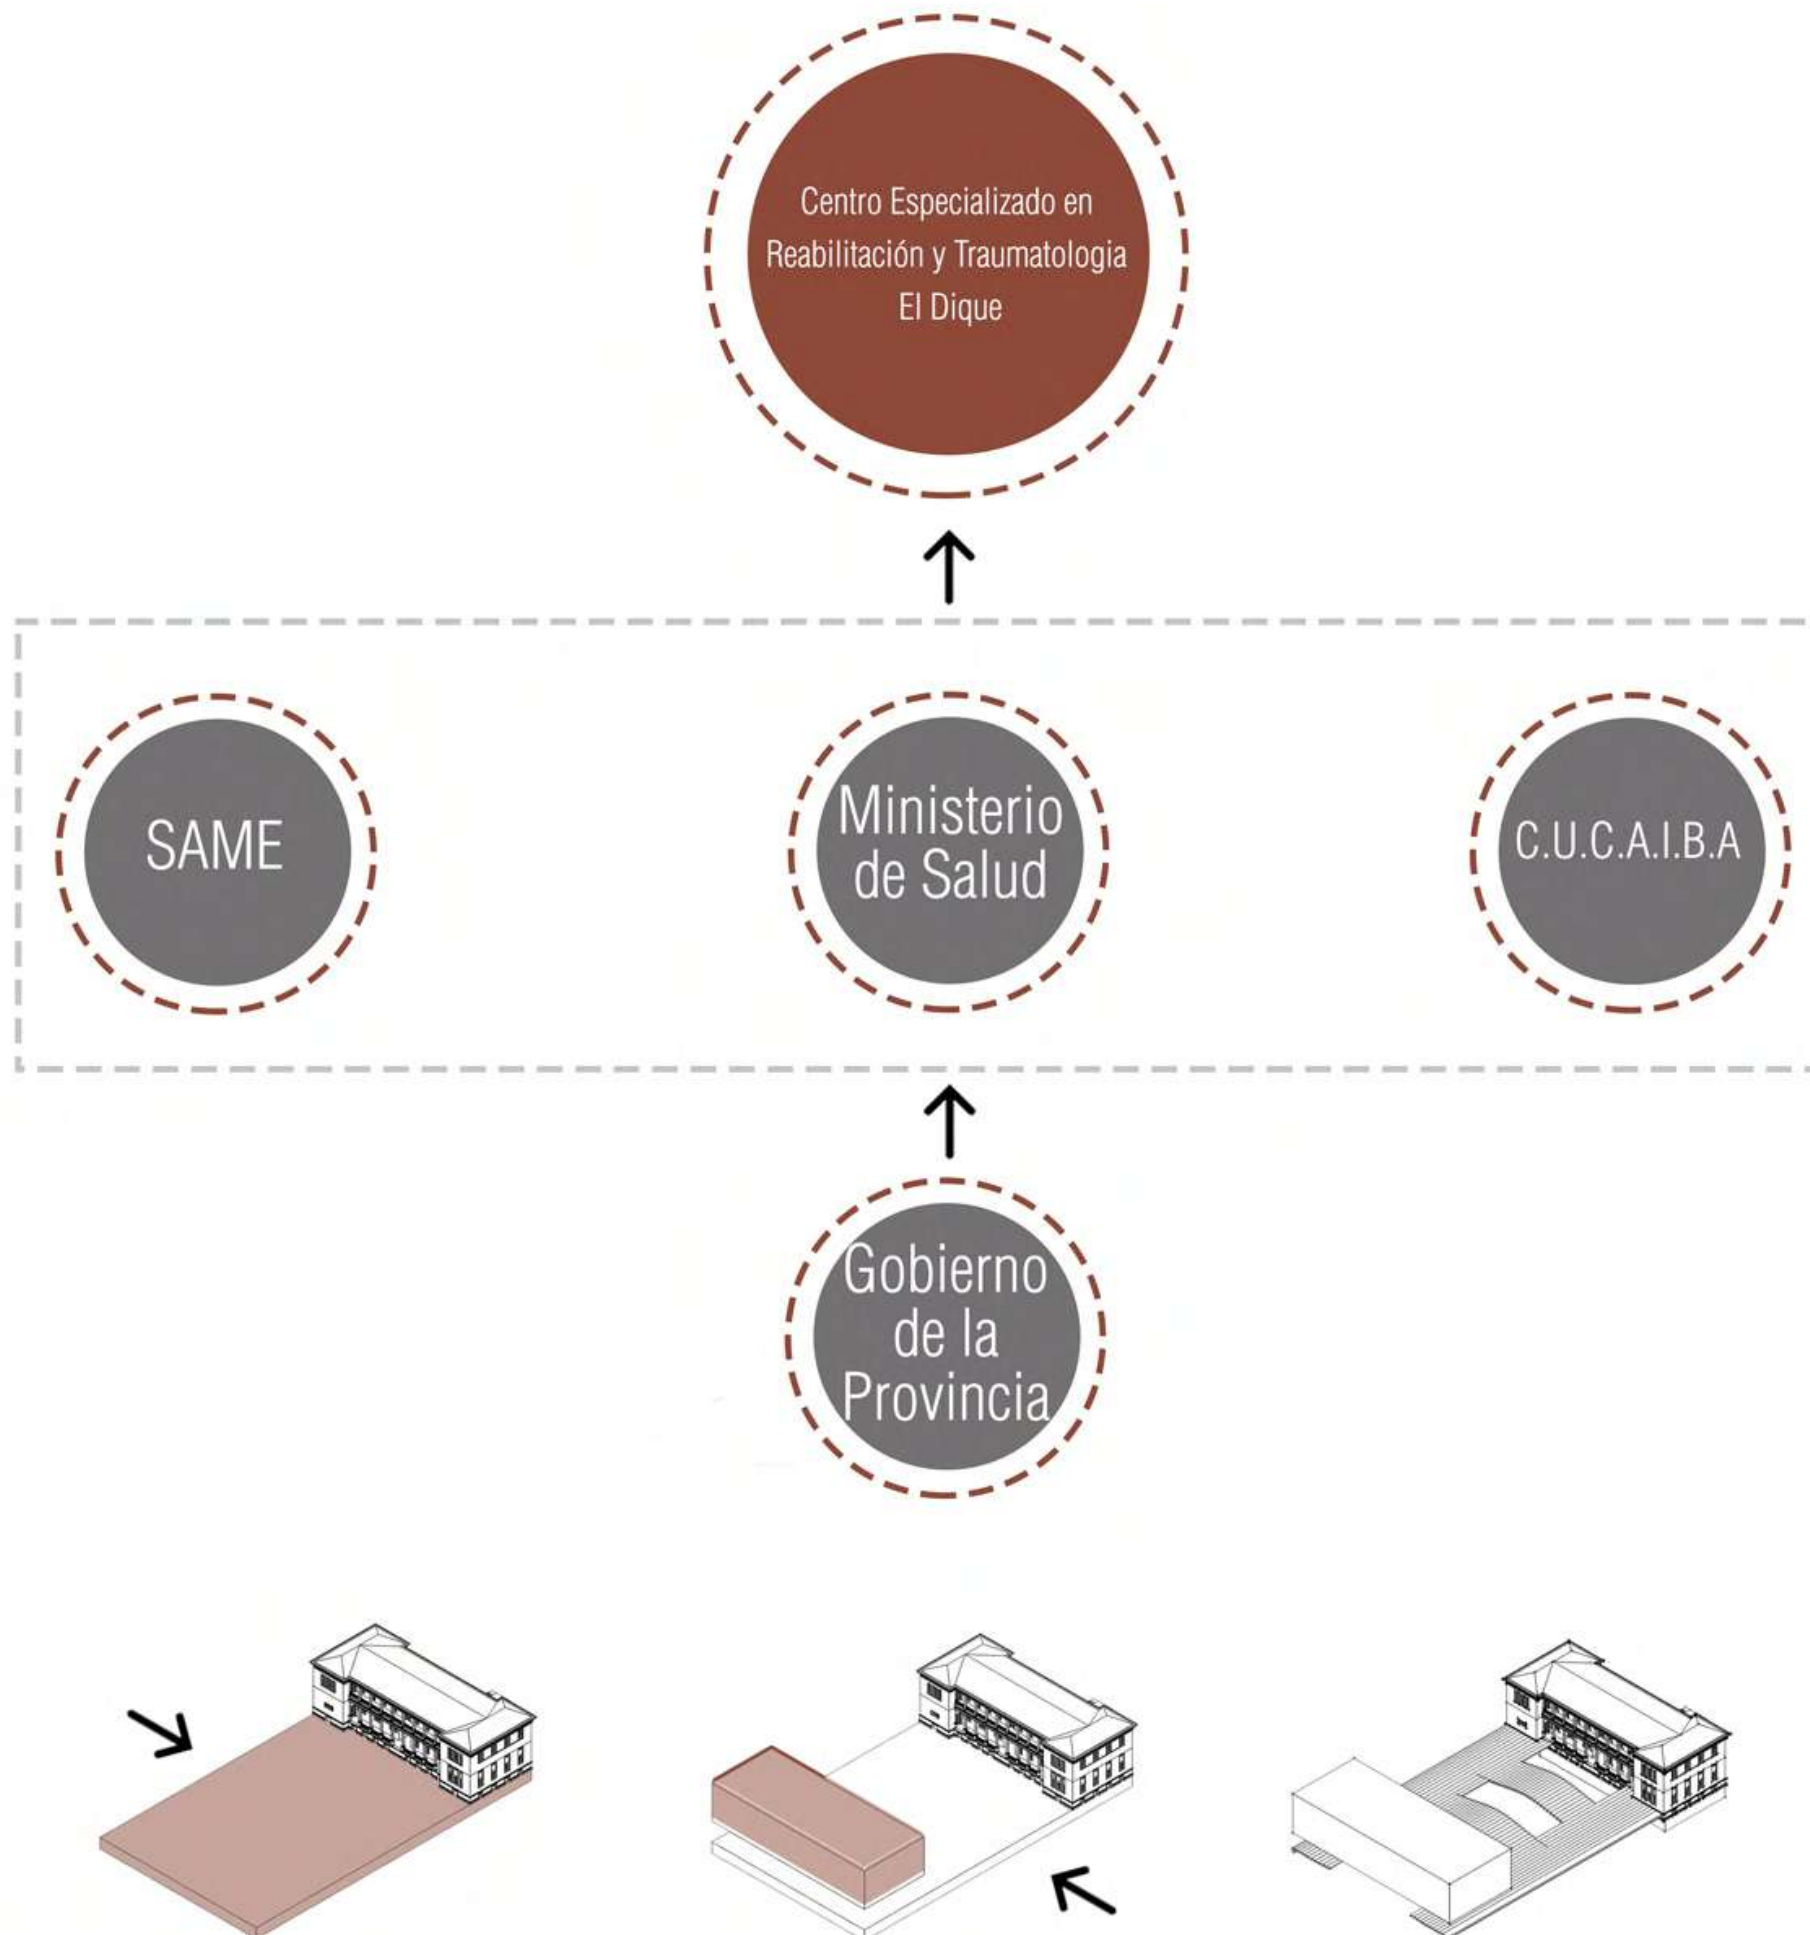 Centro Especializado en
Reabilitación y Traumatologia
El Dique
SAME
Ministerio
de Salud
C.U.C.A.I.B.A
Gobierno
de la
Provincia